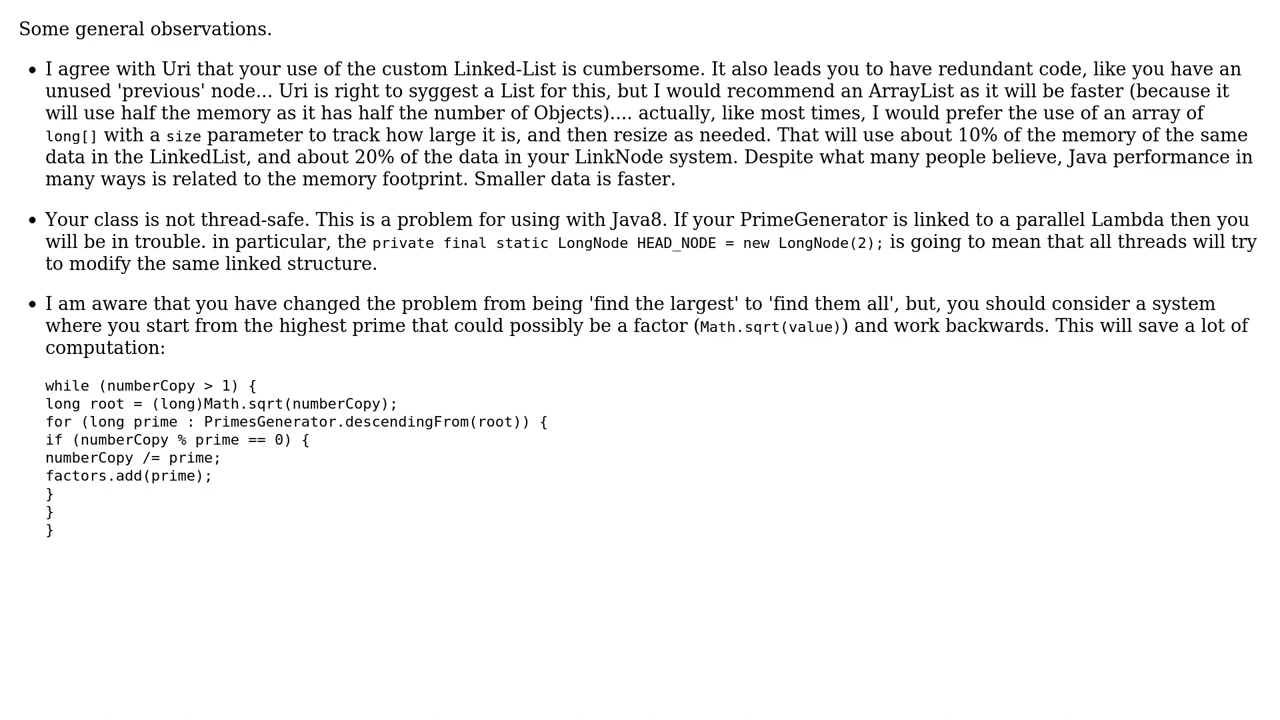 Some general observations.
• I agree with Uri that your use of the custom Linked-List is cumbersome. It also leads you to have redundant code, like you have an
unused 'previous' node... Uri is right to syggest a List for this, but I would recommend an ArrayList as it will be faster (because it
will use half the memory as it has half the number of Objects).... actually, like most times, I would prefer the use of an array of
long[] with a size parameter to track how large it is, and then resize as needed. That will use about 10% of the memory of the same
data in the LinkedList, and about 20% of the data in your LinkNode system. Despite what many people believe, Java performance in
many ways is related to the memory footprint. Smaller data is faster.
• Your class is not thread-safe. This is a problem for using with Java8. If your PrimeGenerator is linked to a parallel Lambda then you
will be in trouble. in particular, the private final static LongNode HEAD_NODE = new LongNode(2); is going to mean that all threads will try
to modify the same linked structure.
• I am aware that you have changed the problem from being 'find the largest' to 'find them all', but, you should consider a system
where you start from the highest prime that could possibly be a factor (Math.sqrt(value)) and work backwards. This will save a lot of
computation:
while (numberCopy > 1) {
long root = (long)Math.sqrt(numberCopy);
for (long prime : PrimesGenerator.descendingFrom(root)) {
if (numberCopy % prime == 0) {
numberCopy /= prime;
factors.add(prime);
}
}
}